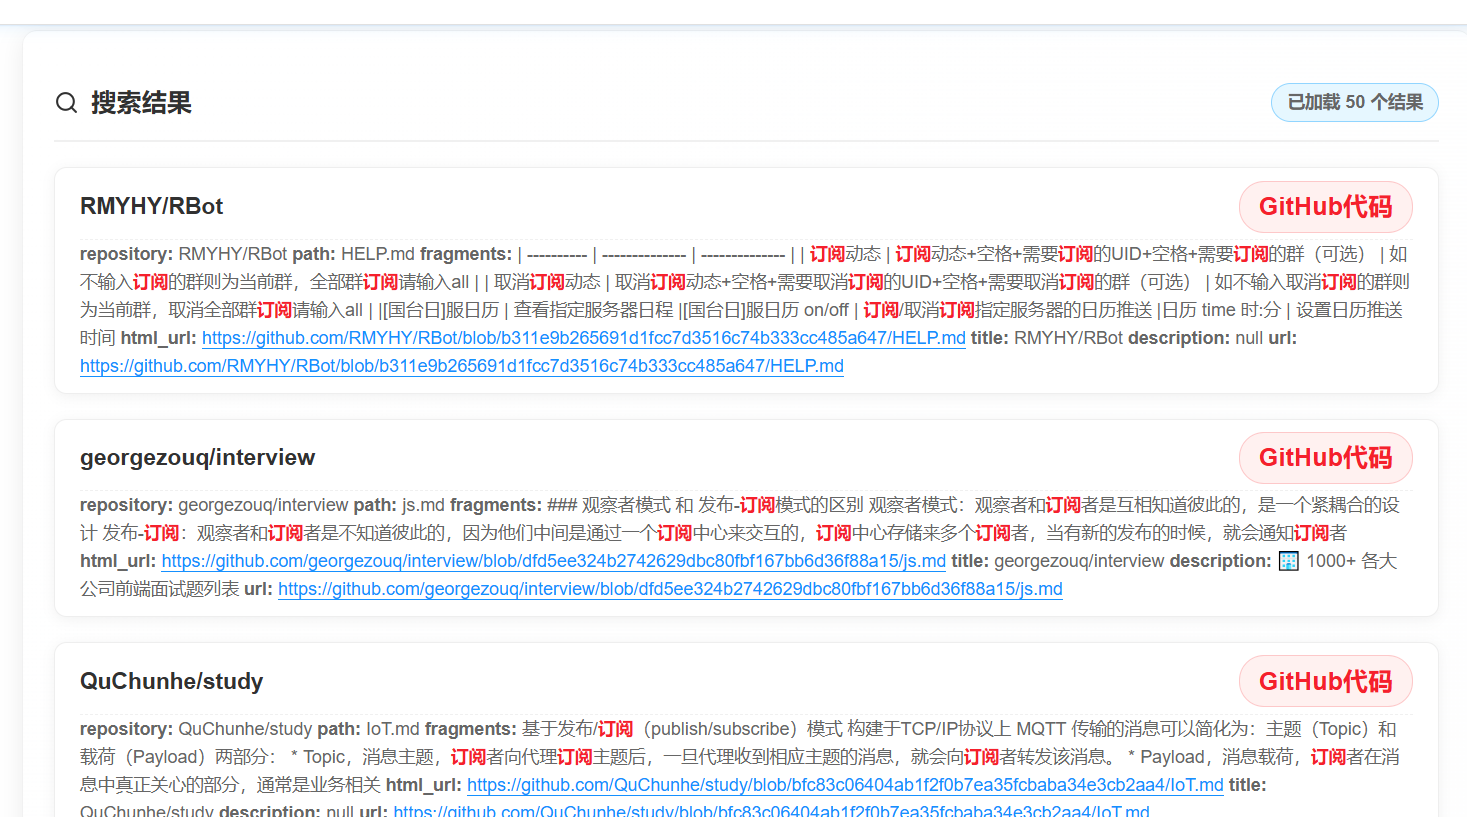 搜索结果
已加载 50 个结果
RMYHY/RBot
GitHub代码
repository: RMYHY/RBot path: HELP.md fragments: | ---------- | -------------- | -------------- | | 订阅动态 | 订阅动态+空格+需要订阅的UID+空格+需要订阅的群（可选） | 如
不输入订阅的群则为当前群，全部群订阅请输入all | | 取消订阅动态 | 取消订阅动态+空格+需要取消订阅的UID+空格+需要取消订阅的群（可选） | 如不输入取消订阅的群则
为当前群，取消全部群订阅请输入all | |[国台日]服日历 | 查看指定服务器日程 |[国台日]服日历 on/off | 订阅/取消订阅指定服务器的日历推送 |日历 time 时:分 | 设置日历推送
时间 html_url: https://github.com/RMYHY/RBot/blob/b311e9b265691d1fcc7d3516c74b333cc485a647/HELP.md title: RMYHY/RBot description: null url:
https://github.com/RMYHY/RBot/blob/b311e9b265691d1fcc7d3516c74b333cc485a647/HELP.md
georgezouq/interview
GitHub代码
repository: georgezouq/interview path: js.md fragments: ### 观察者模式 和 发布-订阅模式的区别 观察者模式：观察者和订阅者是互相知道彼此的，是一个紧耦合的设
计 发布-订阅：观察者和订阅者是不知道彼此的，因为他们中间是通过一个订阅中心来交互的，订阅中心存储来多个订阅者，当有新的发布的时候，就会通知订阅者
html_url: https://github.com/georgezouq/interview/blob/dfd5ee324b2742629dbc80fbf167bb6d36f88a15/js.md title: georgezouq/interview description: 🏢 1000+ 各大
公司前端面试题列表 url: https://github.com/georgezouq/interview/blob/dfd5ee324b2742629dbc80fbf167bb6d36f88a15/js.md
QuChunhe/study
GitHub代码
repository: QuChunhe/study path: IoT.md fragments: 基于发布/订阅（publish/subscribe）模式 构建于TCP/IP协议上 MQTT 传输的消息可以简化为：主题（Topic）和
载荷（Payload）两部分： * Topic，消息主题，订阅者向代理订阅主题后，一旦代理收到相应主题的消息，就会向订阅者转发该消息。 * Payload，消息载荷，订阅者在消
息中真正关心的部分，通常是业务相关 html_url: https://github.com/QuChunhe/study/blob/bfc83c06404ab1f2f0b7ea35fcbaba34e3cb2aa4/IoT.md title:
QuChunhe/study description: null url: https://github.com/QuChunhe/study/blob/bfc83c06404ab1f2f0b7ea35fcbaba34e3cb2aa4/IoT.md